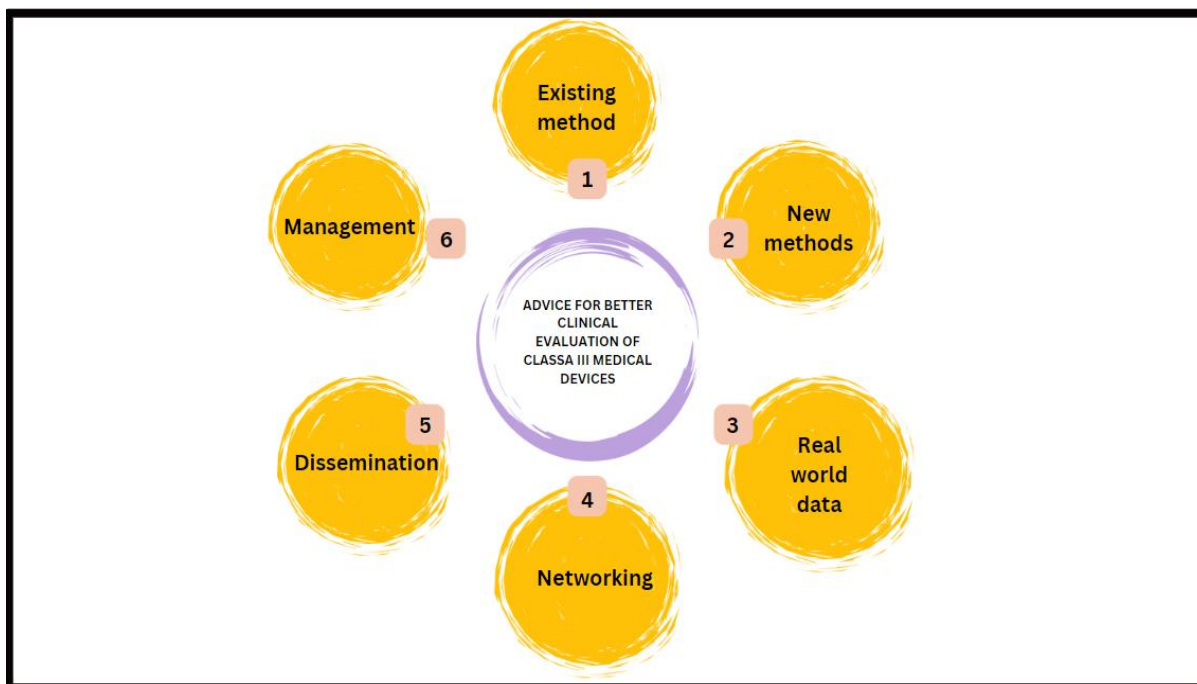 Existing
method
1
New
methods
2
Real
world
data
3
Networking
4
Dissemination
5
Management
6
ADVICE FOR BETTER
CLINICAL
EVALUATION OF
CLASSA III MEDICAL
DEVICES